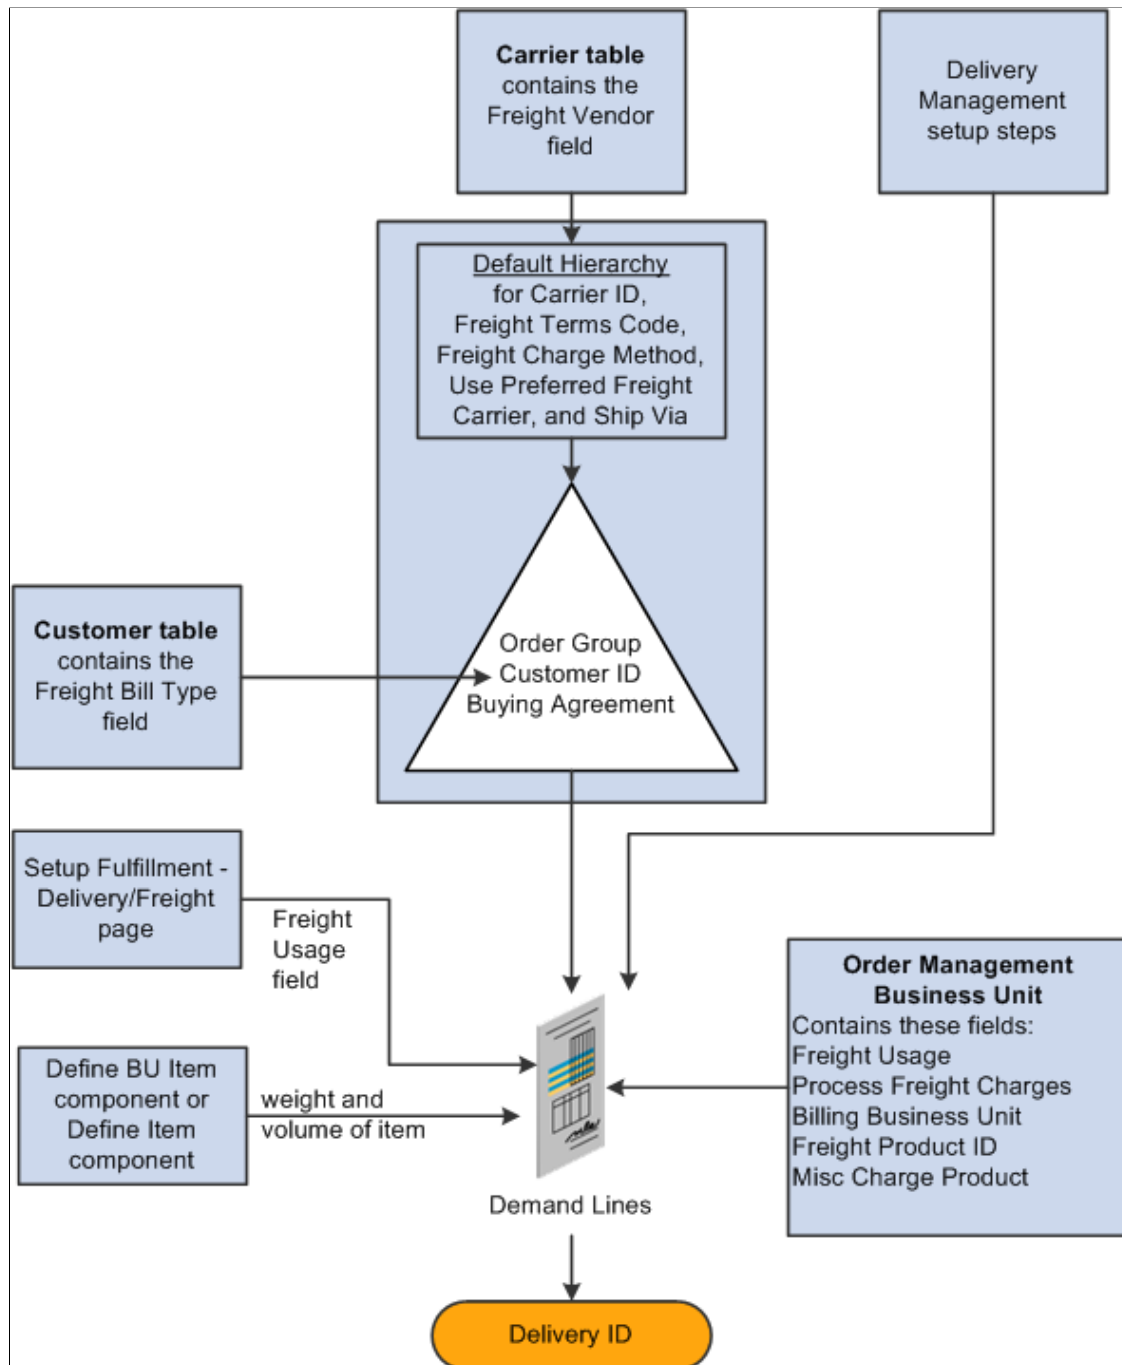 Carrier table
contains the
Freight Vendor
field
Delivery
Management
setup steps
Default Hierarchy
for Carrier ID,
Freight Terms Code,
Freight Charge Method,
Use Preferred Freight
Carrier, and Ship Via
Customer table
contains the
Freight Bill Type
field
Order Group
Customer ID
Buying Agreement
Setup Fulfillment -
Delivery/Freight
page
Freight
Usage
field
Order Management
Business Unit
Contains these fields:
Freight Usage
Process Freight Charges
Billing Business Unit
Freight Product ID
Misc Charge Product
Define BU Item
component or
Define Item
component
weight and
volume of item
Demand Lines
Delivery ID